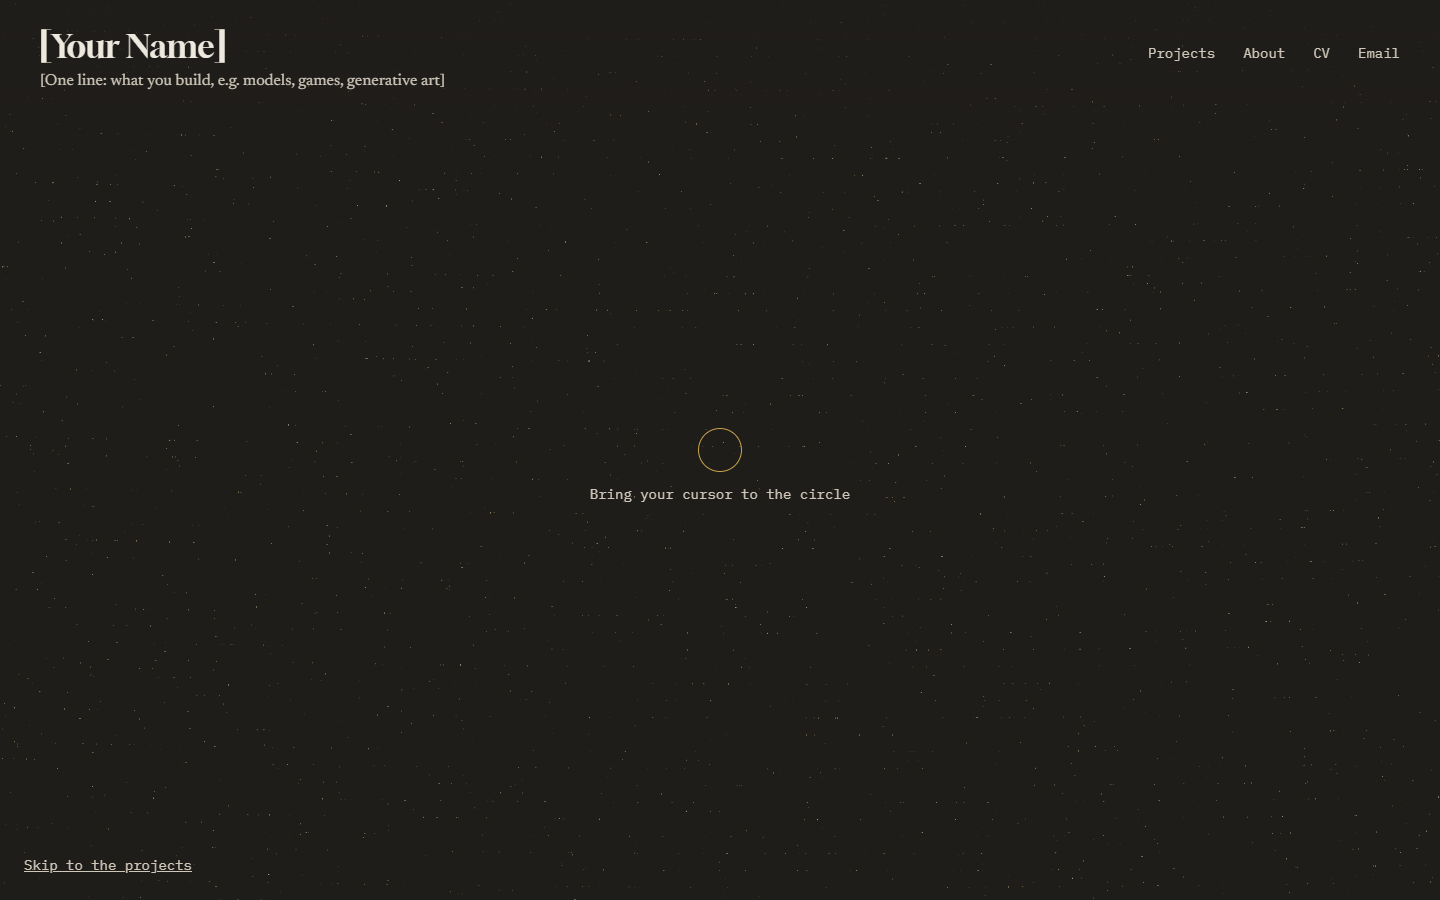 [Your Name]
[One line: what you build, e.g. models, games, generative art]
Projects About CV Email
Bring your cursor to the circle
Skip to the projects